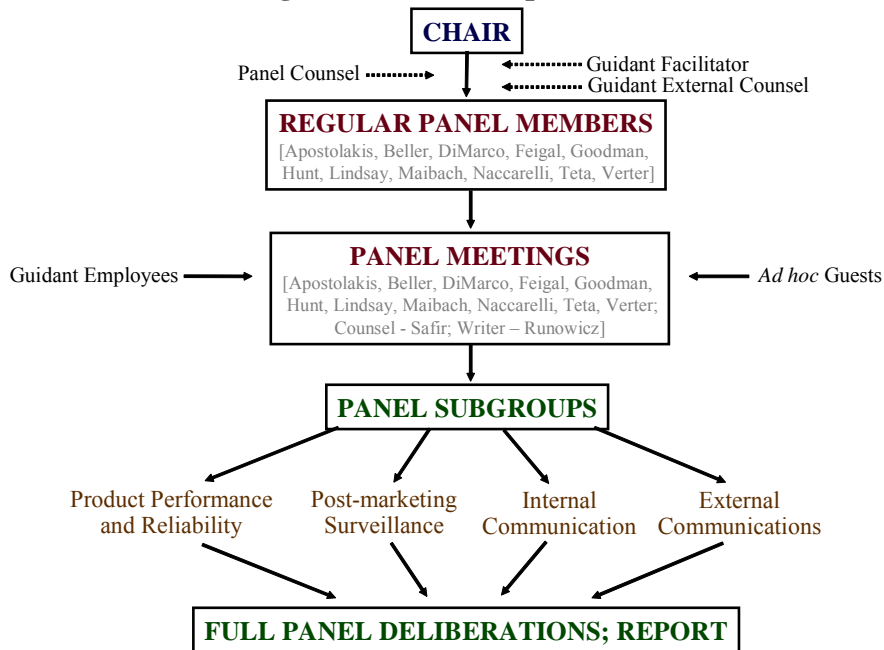 CHAIR
Panel Counsel
Guidant Facilitator
Guidant External Counsel
REGULAR PANEL MEMBERS
[Apostolakis, Beller, DiMarco, Feigal, Goodman,
Hunt, Lindsay, Maibach, Naccarelli, Teta, Verter]
PANEL MEETINGS
[Apostolakis, Beller, DiMarco, Feigal, Goodman,
Hunt, Lindsay, Maibach, Naccarelli, Teta, Verter;
Counsel - Safir; Writer – Runowicz]
Guidant Employees
Ad hoc Guests
PANEL SUBGROUPS
Product Performance
and Reliability
Post-marketing
Surveillance
Internal
Communication
External
Communications
FULL PANEL DELIBERATIONS; REPORT